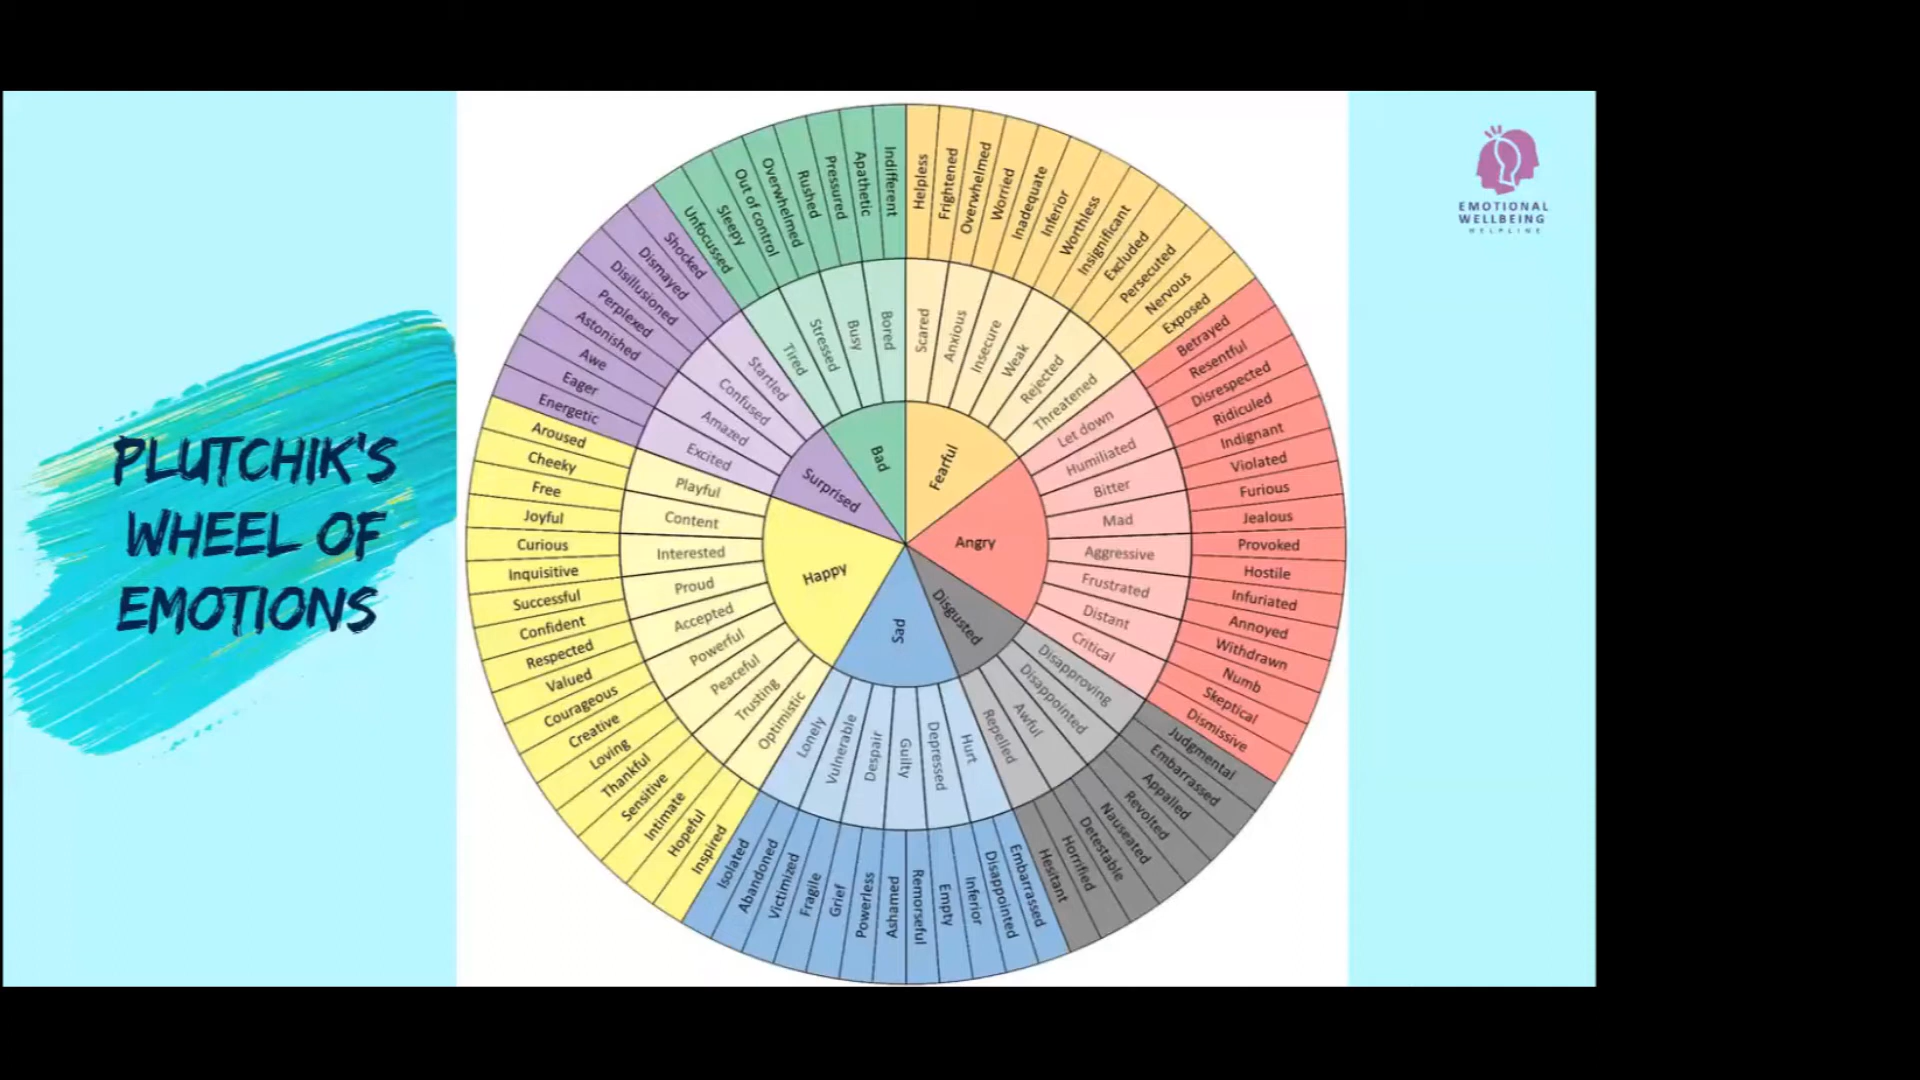 PLUTCHIK'S
WHEEL OF
EMOTIONS
EMOTIONAL
WELLBEING
HELPLINE
Bad
Fearful
Angry
Disgusted
Sad
Happy
Surprised
Tired
Stressed
Busy
Bored
Scared
Anxious
Insecure
Weak
Rejected
Threatened
Let down
Humiliated
Bitter
Mad
Aggressive
Frustrated
Distant
Critical
Disapproving
Disappointed
Awful
Repelled
Hurt
Depressed
Guilty
Despair
Vulnerable
Lonely
Optimistic
Trusting
Peaceful
Powerful
Accepted
Proud
Interested
Content
Playful
Excited
Amazed
Confused
Startled
Unfocussed
Sleepy
Out of control
Overwhelmed
Rushed
Pressured
Apathetic
Indifferent
Helpless
Frightened
Overwhelmed
Worried
Inadequate
Inferior
Worthless
Insignificant
Excluded
Persecuted
Nervous
Exposed
Betrayed
Resentful
Disrespected
Ridiculed
Indignant
Violated
Furious
Jealous
Provoked
Hostile
Infuriated
Annoyed
Withdrawn
Numb
Skeptical
Dismissive
Judgmental
Embarrassed
Appalled
Revolted
Nauseated
Detestable
Horrified
Hesitant
Embarrassed
Disappointed
Inferior
Empty
Remorseful
Ashamed
Powerless
Grief
Fragile
Victimized
Abandoned
Isolated
Inspired
Hopeful
Intimate
Sensitive
Thankful
Loving
Creative
Courageous
Valued
Respected
Confident
Successful
Inquisitive
Curious
Joyful
Free
Cheeky
Aroused
Energetic
Eager
Awe
Astonished
Perplexed
Disillusioned
Dismayed
Shocked